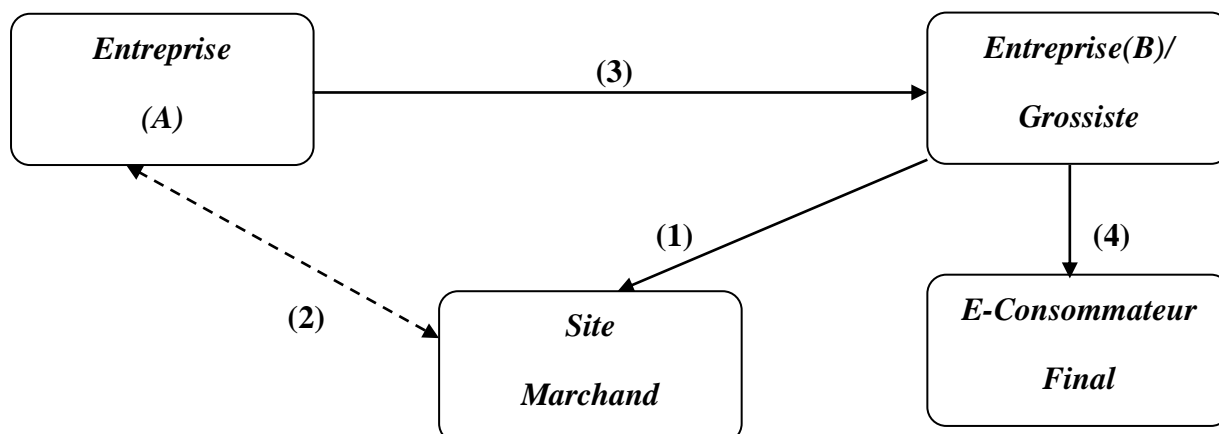 Entreprise
(A)
(3)
Entreprise(B)/
Grossiste
(1)
(4)
(2)
Site
Marchand
E-Consommateur
Final